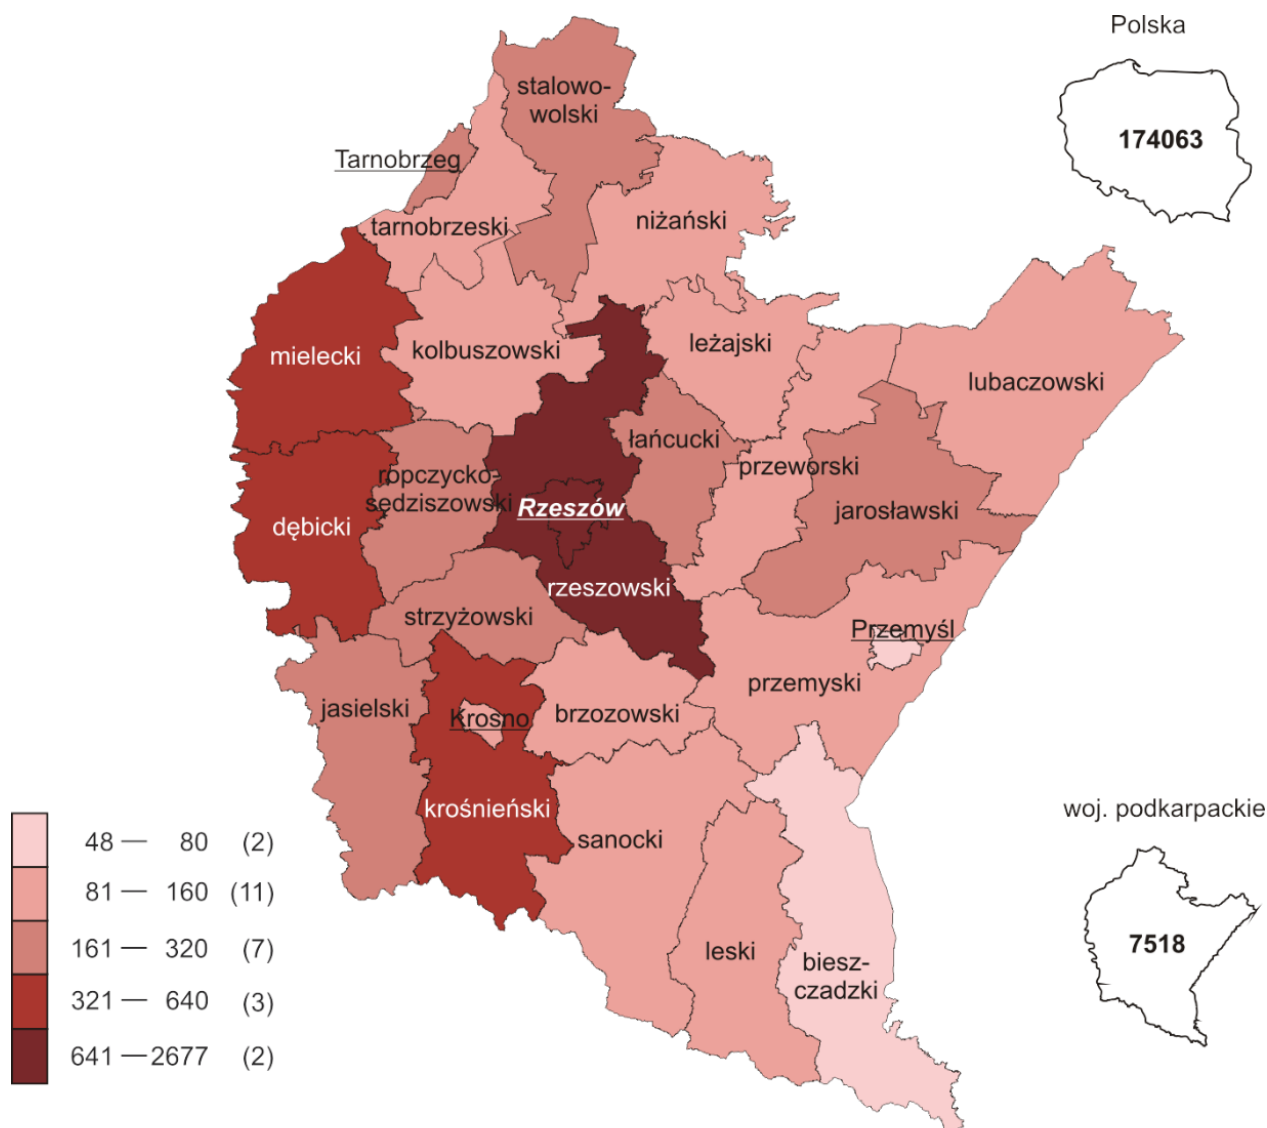 Polska
174063
stalowo-
wolski
Tarnobrzeg
tarnobrzeski
niżański
mielecki
kolbuszowski
leżajski
lubaczowski
łańcucki
przeworski
ropczycko-
sędziszowski
Rzeszów
jarosławski
dębicki
rzeszowski
strzyżowski
Przemyśl
przemyski
jasielski
Krosno
brzozowski
krośnieński
sanocki
leski
biesz-
czadzki
woj. podkarpackie
7518
48 — 80 (2)
81 — 160 (11)
161 — 320 (7)
321 — 640 (3)
641 — 2677 (2)